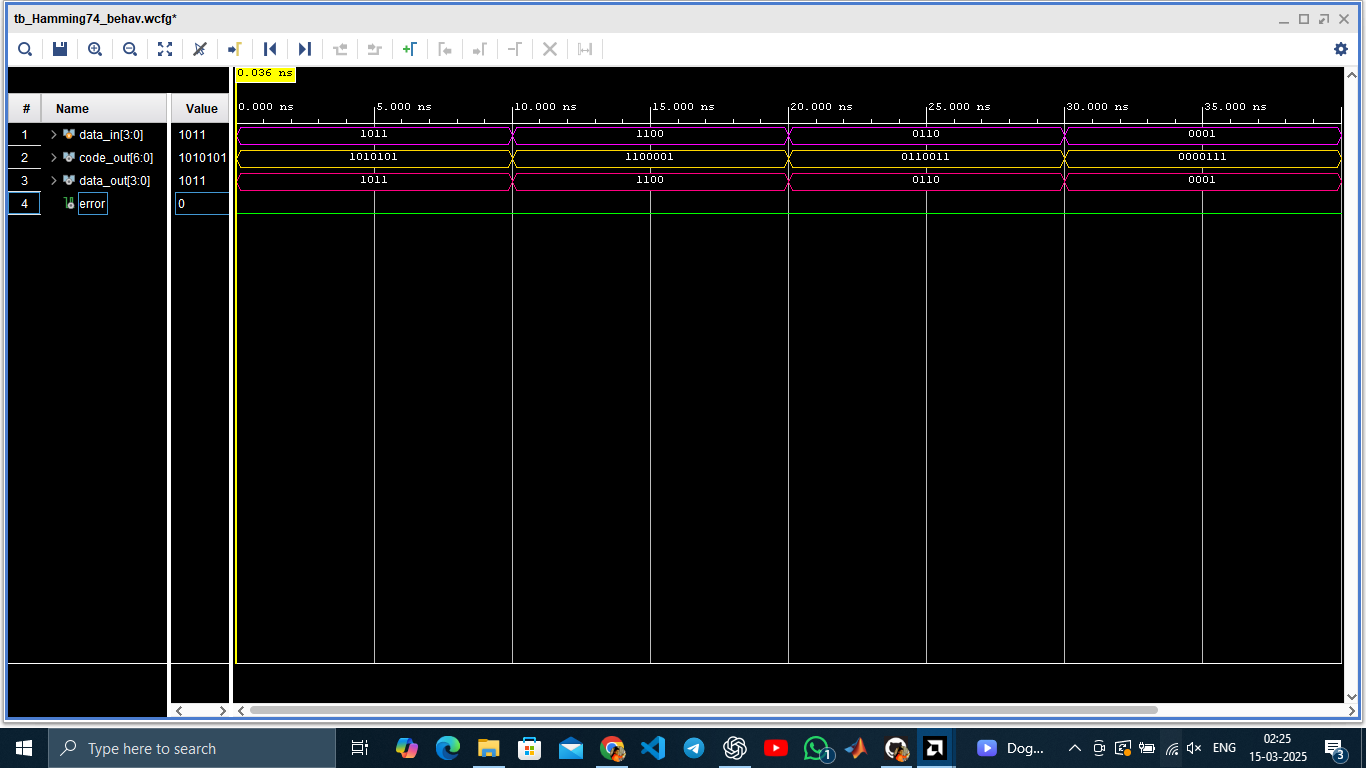 tb_Hamming74_behav.wcfg*
0.036 ns
# Name Value
0.000 ns 5.000 ns 10.000 ns 15.000 ns 20.000 ns 25.000 ns 30.000 ns 35.000 ns
1 data_in[3:0] 1011 1011 1100 0110 0001
2 code_out[6:0] 1010101 1010101 1100001 0110011 0000111
3 data_out[3:0] 1011 1011 1100 0110 0001
4 error 0
Type here to search
1
Dog...
ENG
02:25
15-03-2025
3